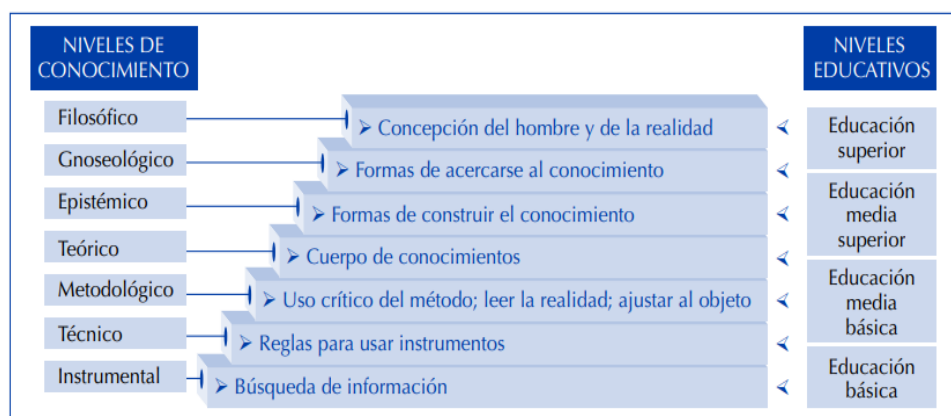 NIVELES DE
CONOCIMIENTO
NIVELES
EDUCATIVOS
Filosófico
➤ Concepción del hombre y de la realidad
Educación
superior
Gnoseológico
➤ Formas de acercarse al conocimiento
Epistémico
➤ Formas de construir el conocimiento
Educación
media
superior
Teórico
➤ Cuerpo de conocimientos
Metodológico
➤ Uso crítico del método; leer la realidad; ajustar al objeto
Educación
media
básica
Técnico
➤ Reglas para usar instrumentos
Instrumental
➤ Búsqueda de información
Educación
básica